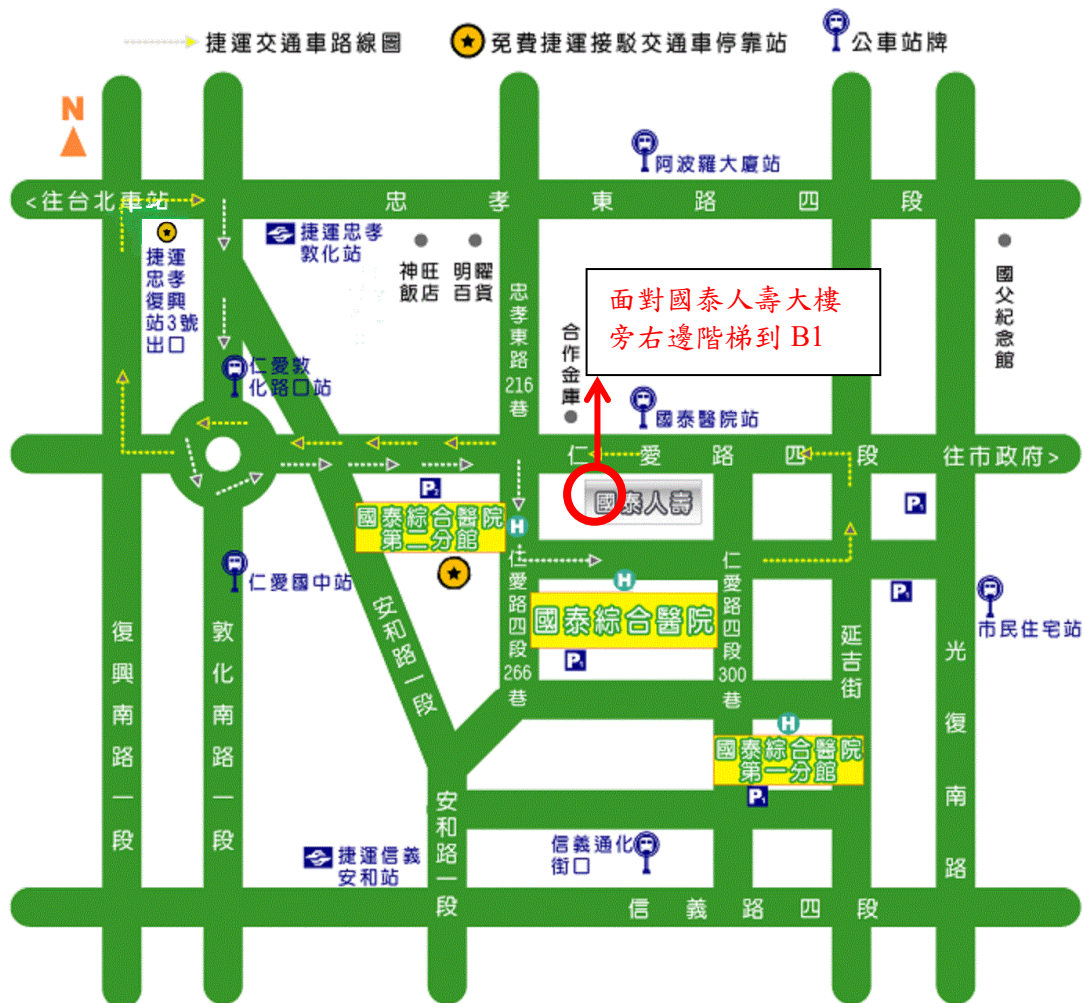 捷運交通車路線圖
免費捷運接駁交通車停靠站
公車站牌
N
阿波羅大廈站
<往台北車站
忠孝東路四段
捷運忠孝復興站3號出口
捷運忠孝
敦化站
神旺
飯店
明曜
百貨
忠孝東路216巷
合作金庫
面對國泰人壽大樓
旁右邊階梯到 B1
國父紀念館
仁愛敦
化路口站
國泰醫院站
仁愛路四段
往市政府>
P2
國泰綜合醫院
第二分館
H
國泰人壽
P1
仁愛國中站
安和路一段
仁愛路四段266巷
H
國泰綜合醫院
P1
仁愛路四段300巷
延吉街
市民住宅站
復興南路一段
敦化南路一段
光復南路
H
國泰綜合醫院
第一分館
P1
安和路一段
捷運信義
安和站
信義通化
街口
信義路四段